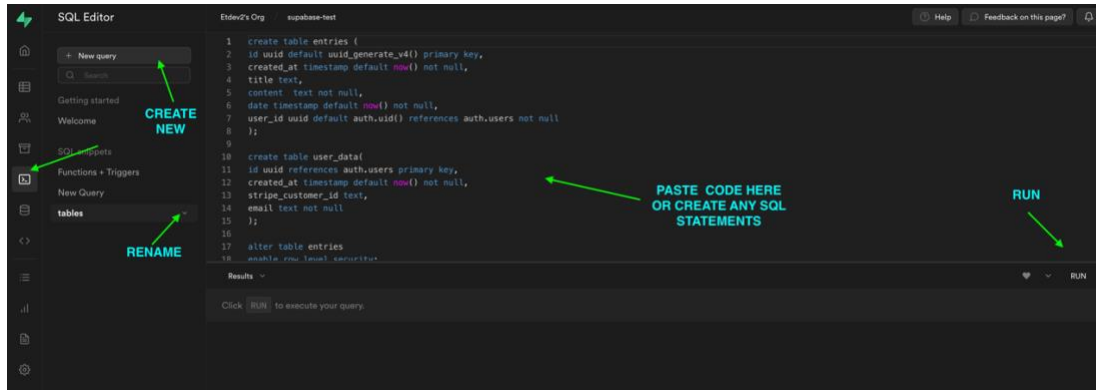 SQL Editor
Etdev2's Org / supabase-test
Help
Feedback on this page?
+ New query
Search
Getting started
Welcome
CREATE
NEW
SQL snippets
Functions + Triggers
New Query
tables
RENAME
1 create table entries (
2 id uuid default uuid_generate_v4() primary key,
3 created_at timestamp default now() not null,
4 title text,
5 content  text not null,
6 date timestamp default now() not null,
7 user_id uuid default auth.uid() references auth.users not null
8 );
9
10 create table user_data(
11 id uuid references auth.users primary key,
12 created_at timestamp default now() not null,
13 stripe_customer_id text,
14 email text not null
15 );
16
17 alter table entries
18 enable row level security;
PASTE CODE HERE
OR CREATE ANY SQL
STATEMENTS
RUN
Results
RUN
Click RUN to execute your query.